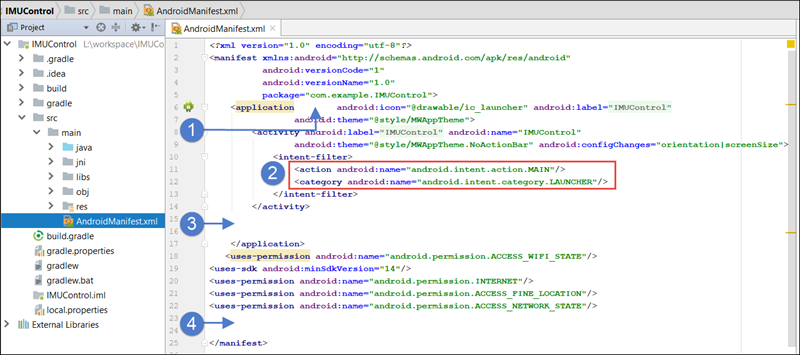 IMUControl src main AndroidManifest.xml
Project AndroidManifest.xml
IMUControl L:\workspace\IMUCo
.gradle
.idea
build
gradle
src
main
java
jni
libs
obj
res
AndroidManifest.xml
build.gradle
gradle.properties
gradlew
gradlew.bat
IMUControl.iml
local.properties
External Libraries
1 <?xml version="1.0" encoding="utf-8"?>
2 <manifest xmlns:android="http://schemas.android.com/apk/res/android"
3 android:versionCode="1"
4 android:versionName="1.0"
5 package="com.example.IMUControl">
6 <application android:icon="@drawable/ic_launcher" android:label="IMUControl"
7 android:theme="@style/MWAppTheme">
1
8 <activity android:label="IMUControl" android:name="IMUControl"
9 android:theme="@style/MWAppTheme.NoActionBar" android:configChanges="orientation|screenSize"
10 <intent-filter>
2
11 <action android:name="android.intent.action.MAIN"/>
12 <category android:name="android.intent.category.LAUNCHER"/>
13 </intent-filter>
14 </activity>
15
3
16
17 </application>
18 <uses-permission android:name="android.permission.ACCESS_WIFI_STATE"/>
19 <uses-sdk android:minSdkVersion="14"/>
20 <uses-permission android:name="android.permission.INTERNET"/>
21 <uses-permission android:name="android.permission.ACCESS_FINE_LOCATION"/>
22 <uses-permission android:name="android.permission.ACCESS_NETWORK_STATE"/>
23
4
24
25 </manifest>